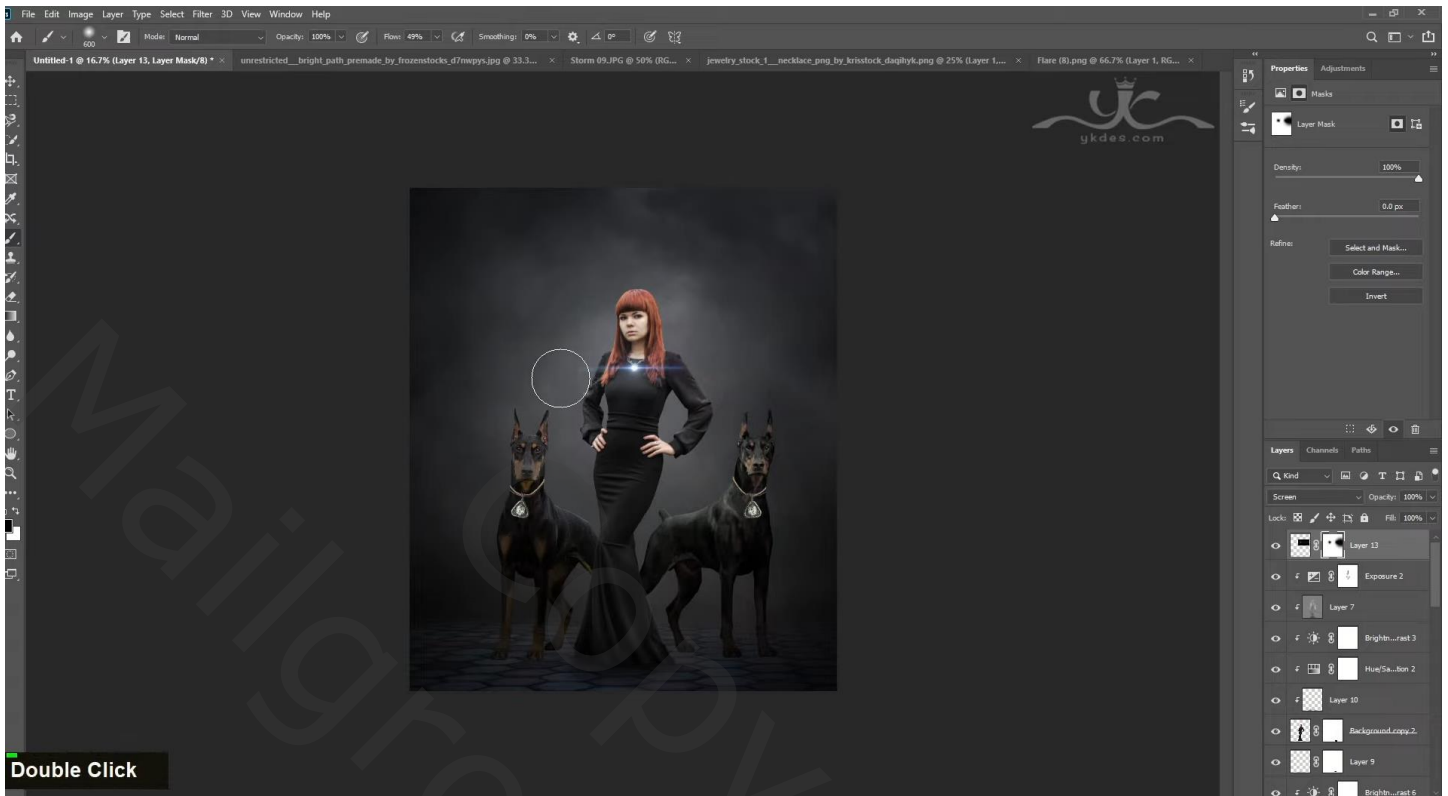 File Edit Image Layer Type Select Filter 3D View Window Help
600 Mode: Normal Opacity: 100% Flow: 49% Smoothing: 0% 0°
Untitled-1 @ 16.7% (Layer 13, Layer Mask/8) * × unrestricted__bright_path_premade_by_frozenstocks_d7nwpys.jpg @ 33.3... × Storm 09.JPG @ 50% (RG... × jewelry_stock_1__necklace_png_by_krisstock_daqihyk.png @ 25% (Layer 1,... × Flare (8).png @ 66.7% (Layer 1, RG... ×
Properties Adjustments
Masks
Layer Mask
Density: 100%
Feather: 0.0 px
Refine: Select and Mask...
Color Range...
Invert
yk
ykdes.com
Layers Channels Paths
Kind
Screen Opacity: 100%
Lock: Fill: 100%
Layer 13
Exposure 2
Layer 7
Brightn...rast 3
Hue/Sa...tion 2
Layer 10
Background copy 2
Layer 9
Brightn...rast 6
Double Click
Copy